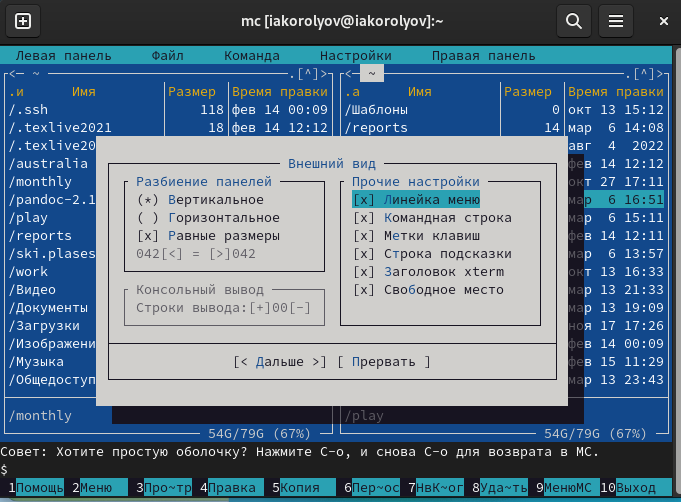 mc [iakorolyov@iakorolyov]:~
Левая панель Файл Команда Настройки Правая панель
<─ ~ .[^]> <─ ~ .[^]>
.и Имя Размер Время правки .а Имя Размер Время правки
/.ssh 118 фев 14 00:09 /Шаблоны 0 окт 13 15:12
/.texlive2021 18 фев 14 12:12 /reports 14 мар 6 14:08
/.texlive20 авг 4 2022
/australia Внешний вид фев 14 12:12
/monthly Разбиение панелей Прочие настройки окт 27 17:11
/pandoc-2.1 (*) Вертикальное [x] Линейка меню мар 6 16:51
/play ( ) Горизонтальное [x] Командная строка мар 6 15:11
/reports [x] Равные размеры [x] Метки клавиш фев 14 12:11
/ski.plases 042[<] = [>]042 [x] Строка подсказки мар 6 13:57
/work [x] Заголовок xterm окт 13 16:33
/Видео Консольный вывод [x] Свободное место мар 13 21:33
/Документы Строки вывода:[+]00[-] мар 13 19:09
/Загрузки ноя 17 17:26
/Изображени фев 14 00:09
/Музыка [< Дальше >] [ Прервать ] фев 15 11:29
/Общедоступ мар 13 23:43
/monthly /play
54G/79G (67%) 54G/79G (67%)
Совет: Хотите простую оболочку? Нажмите C-o, и снова C-o для возврата в MC.
$
1Помощь 2Меню 3Про~тр 4Правка 5Копия 6Пер~ос 7НвК~ог 8Уда~ть 9МенюMC 10Выход